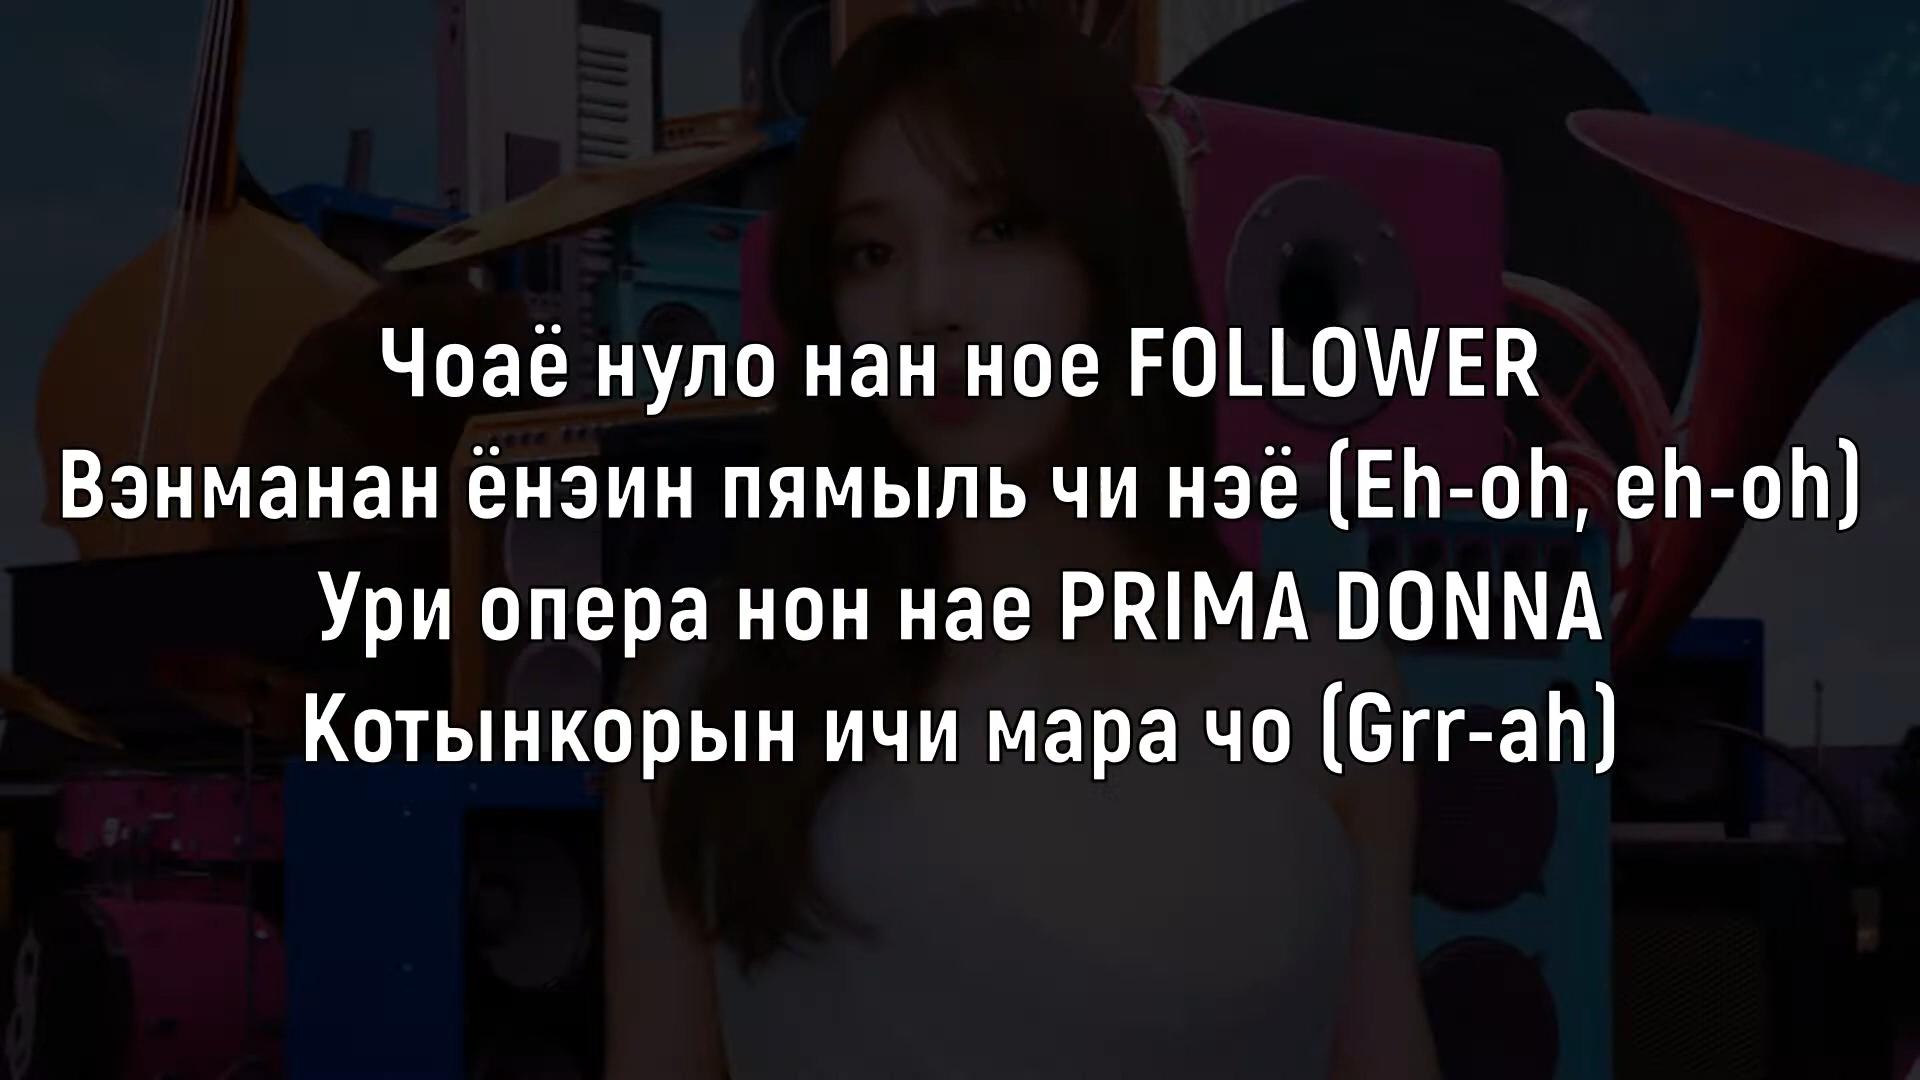 Чоаё нуло нан ное FOLLOWER
Вэнманан ёнэин пямыль чи нэё (Eh-oh, eh-oh)
Ури опера нон нае PRIMA DONNA
Котынкорын ичи мара чо (Grr-ah)